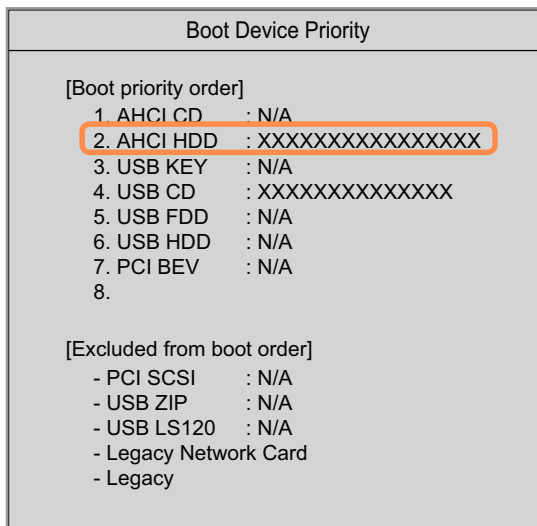 Boot Device Priority
[Boot priority order]
1. AHCI CD : N/A
2. AHCI HDD : XXXXXXXXXXXXXXXX
3. USB KEY : N/A
4. USB CD : XXXXXXXXXXXXXX
5. USB FDD : N/A
6. USB HDD : N/A
7. PCI BEV : N/A
8.
[Excluded from boot order]
- PCI SCSI : N/A
- USB ZIP : N/A
- USB LS120 : N/A
- Legacy Network Card
- Legacy